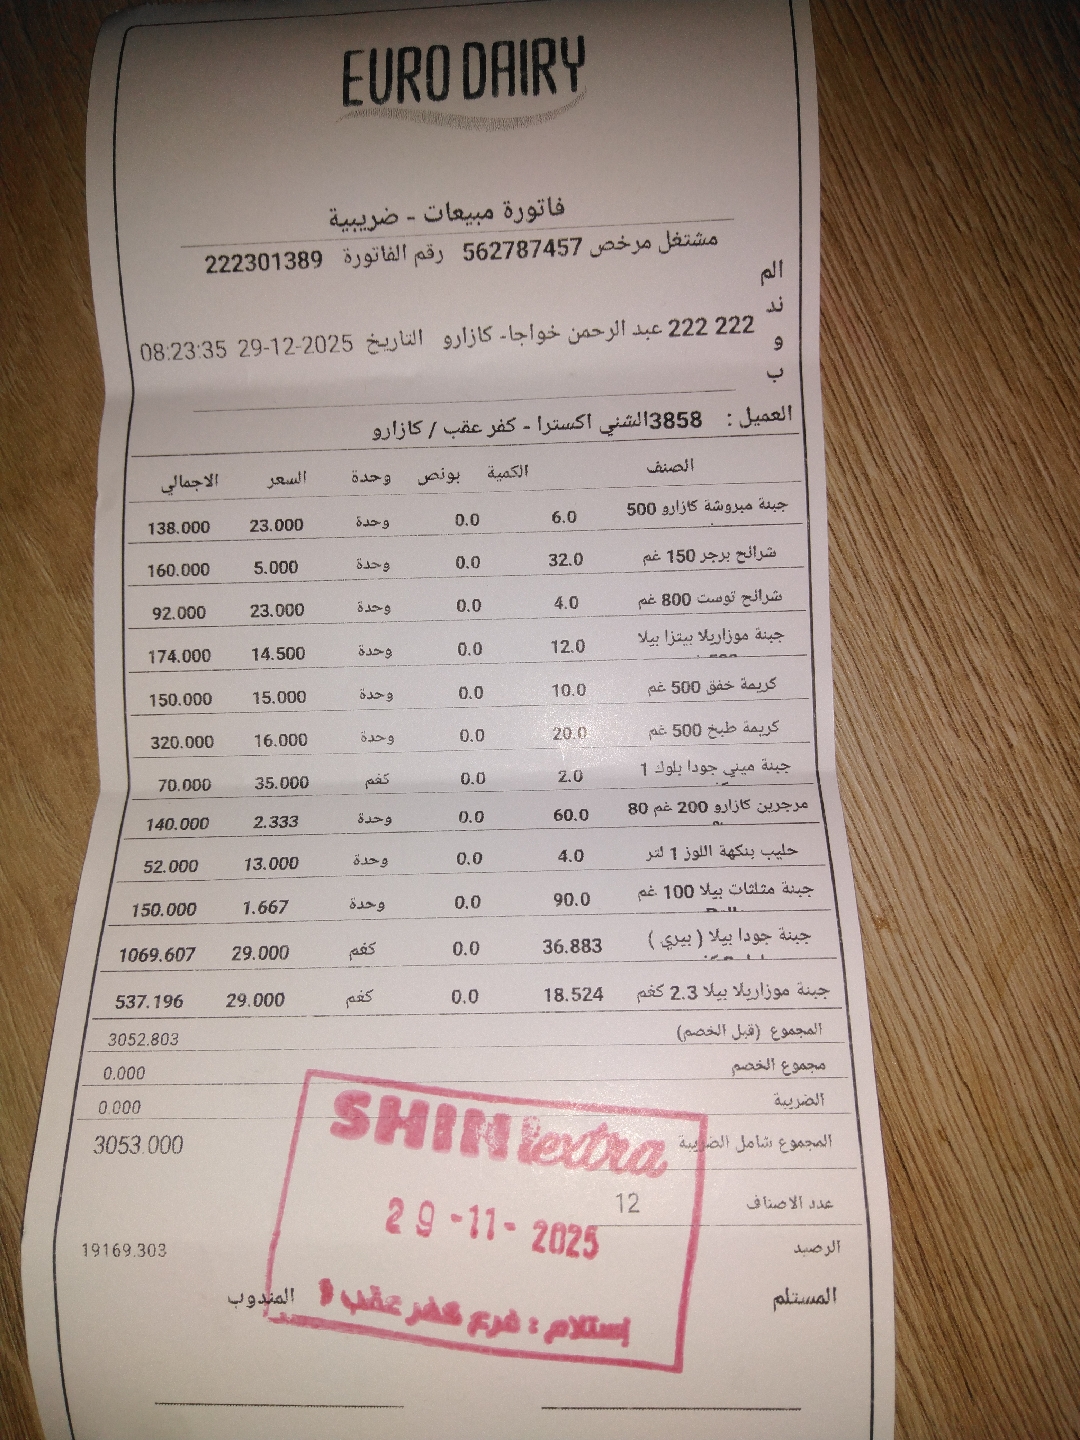 EURO DAIRY
فاتورة مبيعات - ضريبية
مشتغل مرخص 562787457 رقم الفاتورة 222301389
المندوب 222 222 عبد الرحمن خواجا- كازارو التاريخ 29-12-2025 08:23:35
العميل : 3858الشني اكسترا - كفر عقب / كازارو
الصنف الكمية بونص وحدة السعر الاجمالي
جبنة مبروشة كازارو 500 6.0 0.0 وحدة 23.000 138.000
شرائح برجر 150 غم 32.0 0.0 وحدة 5.000 160.000
شرائح توست 800 غم 4.0 0.0 وحدة 23.000 92.000
جبنة موزاريلا بيتزا بيلا 12.0 0.0 وحدة 14.500 174.000
كريمة خفق 500 غم 10.0 0.0 وحدة 15.000 150.000
كريمة طبخ 500 غم 20.0 0.0 وحدة 16.000 320.000
جبنة ميني جودا بلوك 1 2.0 0.0 كغم 35.000 70.000
مرجرين كازارو 200 غم 80 60.0 0.0 وحدة 2.333 140.000
حليب بنكهة اللوز 1 لتر 4.0 0.0 وحدة 13.000 52.000
جبنة مثلثات بيلا 100 غم 90.0 0.0 وحدة 1.667 150.000
جبنة جودا بيلا ( بيري ) 36.883 0.0 كغم 29.000 1069.607
جبنة موزاريلا بيلا 2.3 كغم 18.524 0.0 كغم 29.000 537.196
المجموع (قبل الخصم) 3052.803
مجموع الخصم 0.000
الضريبة 0.000
المجموع شامل الضريبة 3053.000
SHINI extra
عدد الاصناف 12
29 -11- 2025
الرصيد 19169.303
المستلم المندوب
إستلام : فرع كفر عقب